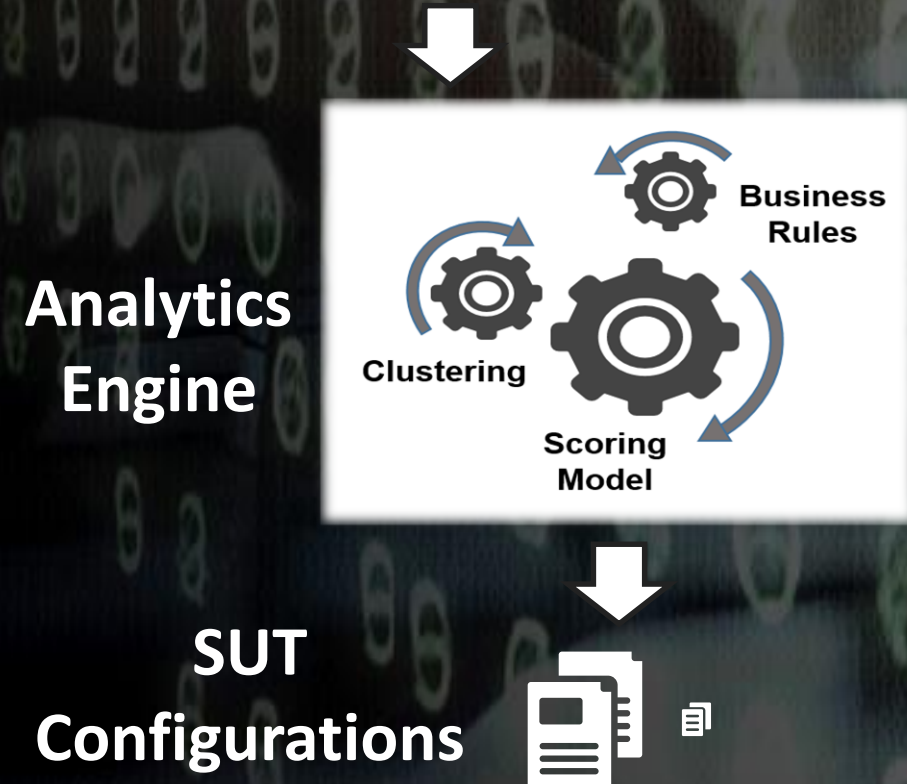 Analytics
Engine
Business
Rules
Clustering
Scoring
Model
SUT
Configurations